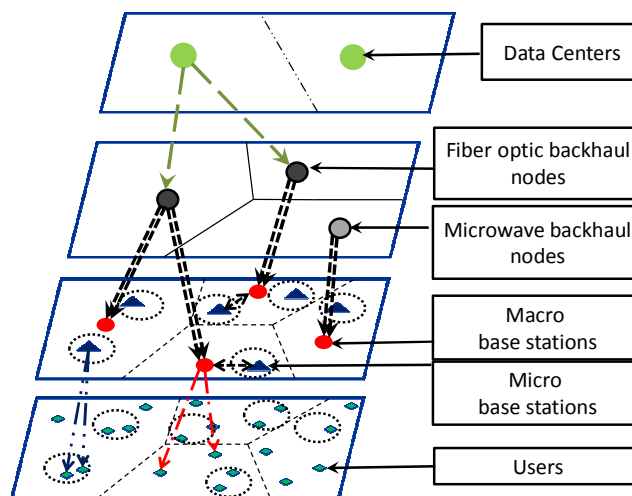 Data Centers
Fiber optic backhaul
nodes
Microwave backhaul
nodes
Macro
base stations
Micro
base stations
Users